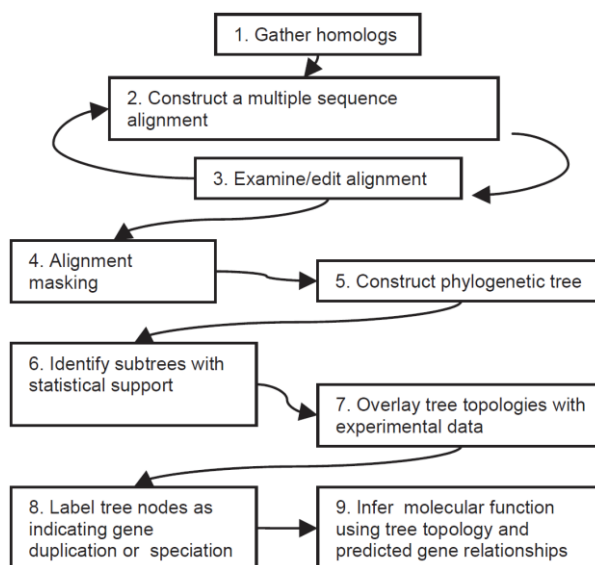 1. Gather homologs
2. Construct a multiple sequence
alignment
3. Examine/edit alignment
4. Alignment
masking
5. Construct phylogenetic tree
6. Identify subtrees with
statistical support
7. Overlay tree topologies with
experimental data
8. Label tree nodes as
indicating gene
duplication or speciation
9. Infer molecular function
using tree topology and
predicted gene relationships